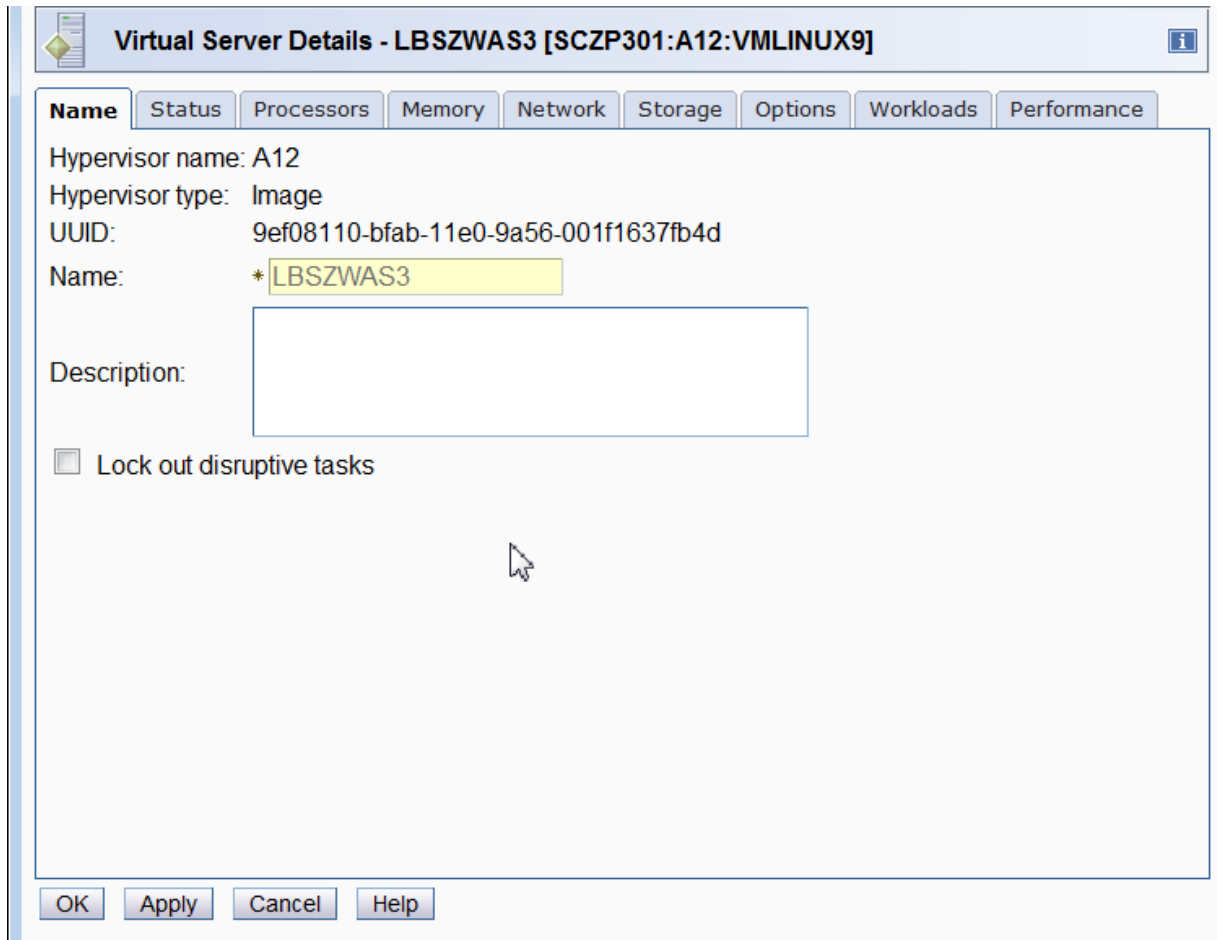 Virtual Server Details - LBSZWAS3 [SCZP301:A12:VMLINUX9] i
Name Status Processors Memory Network Storage Options Workloads Performance
Hypervisor name: A12
Hypervisor type: Image
UUID: 9ef08110-bfab-11e0-9a56-001f1637fb4d
Name: * LBSZWAS3
Description:
Lock out disruptive tasks
OK Apply Cancel Help